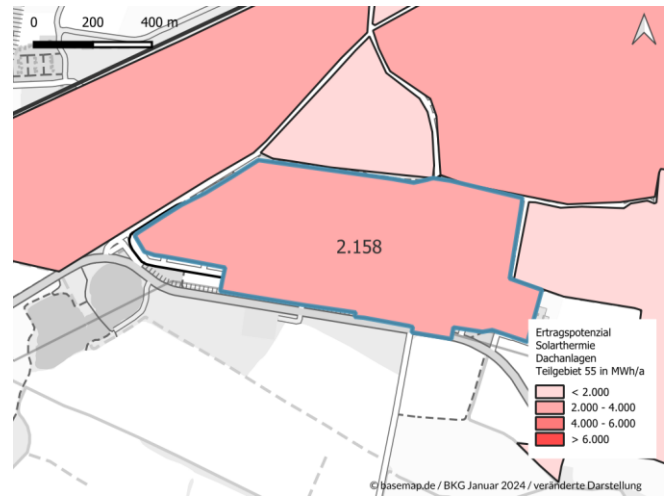 0 200 400 m
2.158
Ertragspotenzial
Solarthermie
Dachanlagen
Teilgebiet 55 in MWh/a
< 2.000
2.000 - 4.000
4.000 - 6.000
> 6.000
© basemap.de / BKG Januar 2024 / veränderte Darstellung